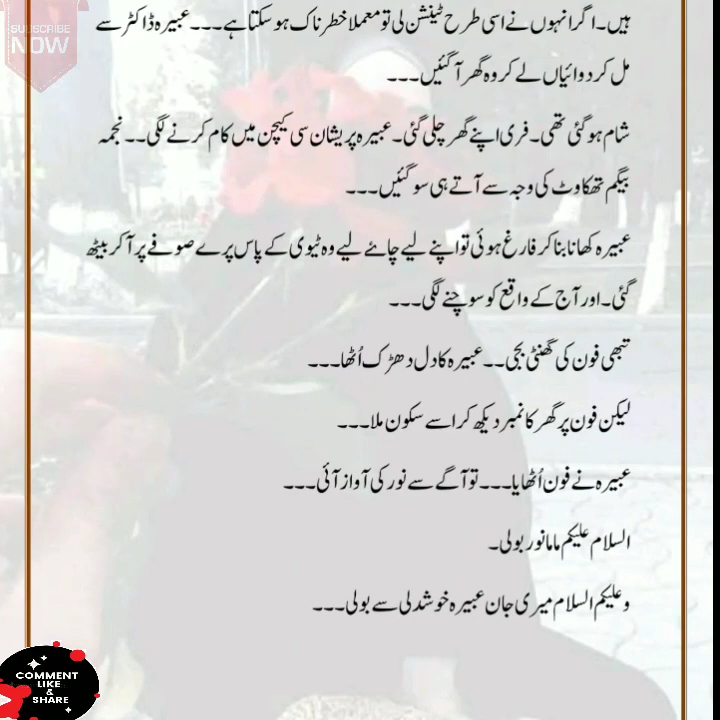 SUBSCRIBE
NOW
ہیں۔اگرانہوں نے اسی طرح ٹینشن لی تو معملا خطرناک ہو سکتا ہے۔۔۔عبیرہ ڈاکٹر سے
مل کر دوائیاں لے کر وہ گھر آ گئیں۔۔۔
شام ہو گئی تھی۔فری اپنے گھر چلی گئی۔عبیرہ پریشان سی کیچن میں کام کرنے لگی۔۔نجمہ
بیگم تھکاوٹ کی وجہ سے آتے ہی سو گئیں۔۔۔
عبیرہ کھانا بنا کر فارغ ہوئی تو اپنے لیے چائے لیے وہ ٹیوی کے پاس پرے صوفے پر آ کر بیٹھ
گئی۔اور آج کے واقع کو سوچنے لگی۔۔۔
تبھی فون کی گھنٹی بجی۔۔عبیرہ کا دل دھڑک اُٹھا۔۔۔
لیکن فون پر گھر کا نمبر دیکھ کر اسے سکون ملا۔۔۔
عبیرہ نے فون اُٹھایا۔۔۔تو آگے سے نور کی آواز آئی۔۔۔
السلام علیکم ماما نور بولی۔
وعلیکم السلام میری جان عبیرہ خوشدلی سے بولی۔۔۔
COMMENT
LIKE
&
SHARE